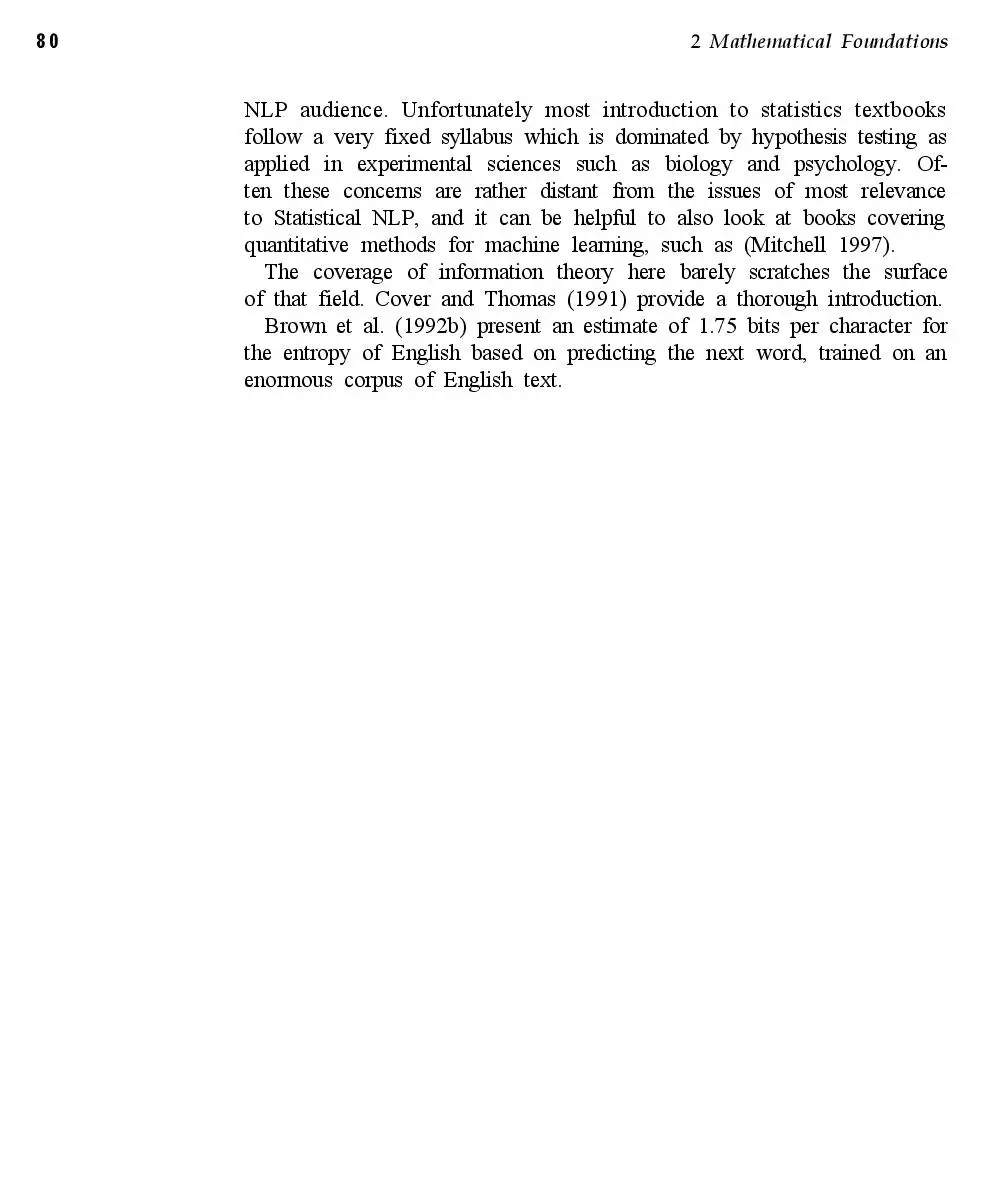 80
2 Mathematical Foundations
NLP audience. Unfortunately most introduction to statistics textbooks
follow a very fixed syllabus which is dominated by hypothesis testing as
applied in experimental sciences such as biology and psychology. Of-
ten these concerns are rather distant from the issues of most relevance
to Statistical NLP, and it can be helpful to also look at books covering
quantitative methods for machine learning, such as (Mitchell 1997).
The coverage of information theory here barely scratches the surface
of that field. Cover and Thomas (1991) provide a thorough introduction.
Brown et al. (1992b) present an estimate of 1.75 bits per character for
the entropy of English based on predicting the next word, trained on an
enormous corpus of English text.